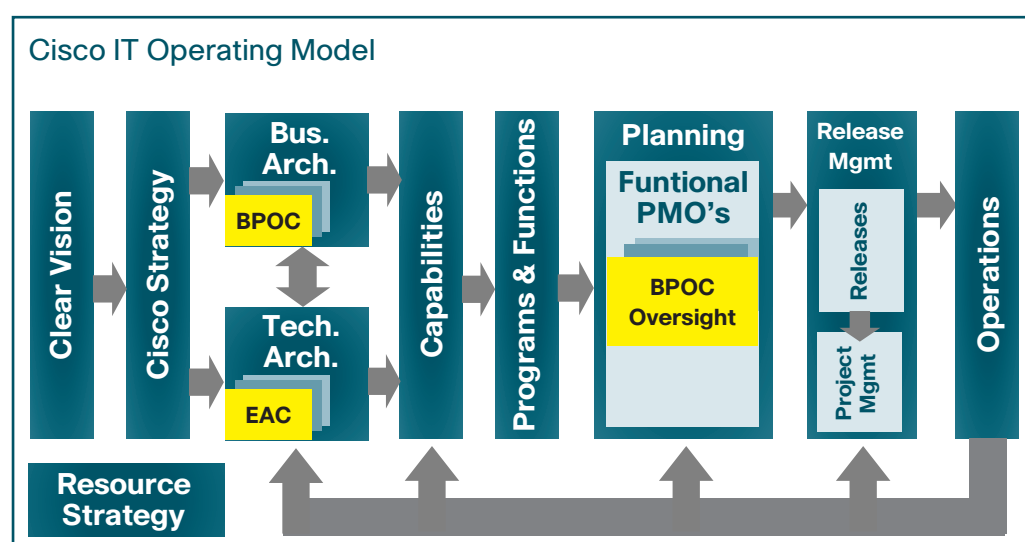 Cisco IT Operating Model
Clear Vision
Cisco Strategy
Bus.
Arch.
BPOC
Tech.
Arch.
EAC
Capabilities
Programs & Functions
Planning
Funtional
PMO's
BPOC
Oversight
Release
Mgmt
Releases
Project
Mgmt
Operations
Resource
Strategy